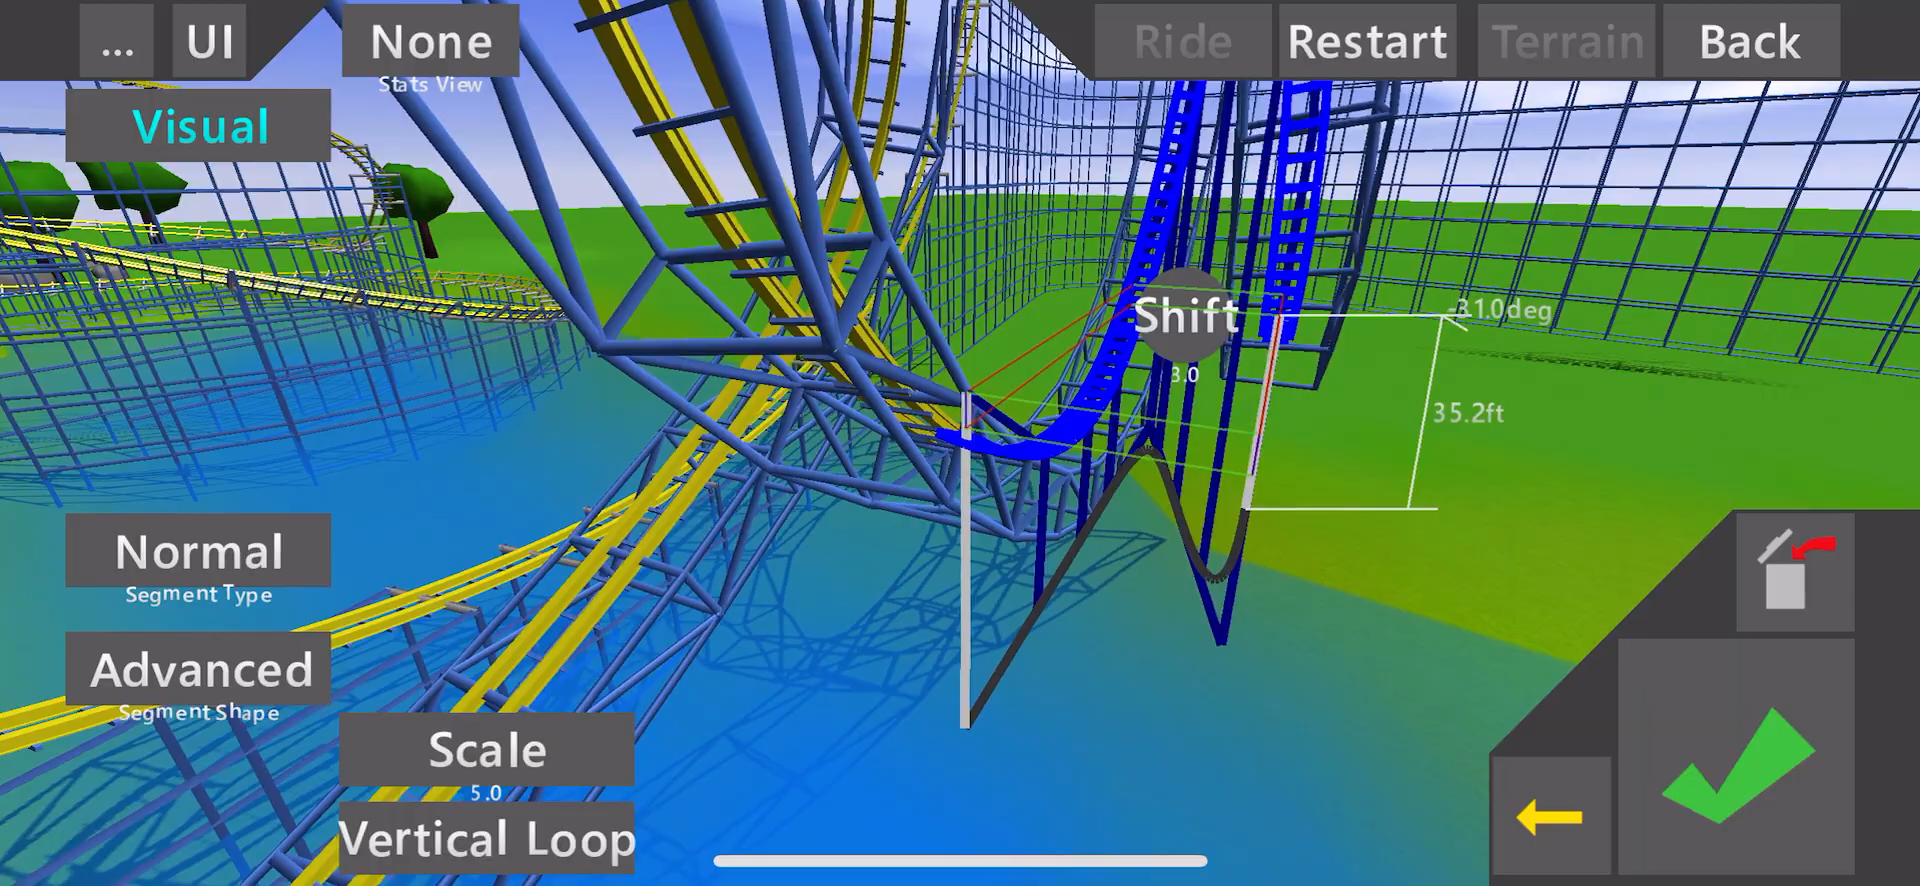 ... UI None Ride Restart Terrain Back
Stats View
Visual
Shift
3.0
-31.0deg
35.2ft
Normal
Segment Type
Advanced
Segment Shape
Scale
5.0
Vertical Loop